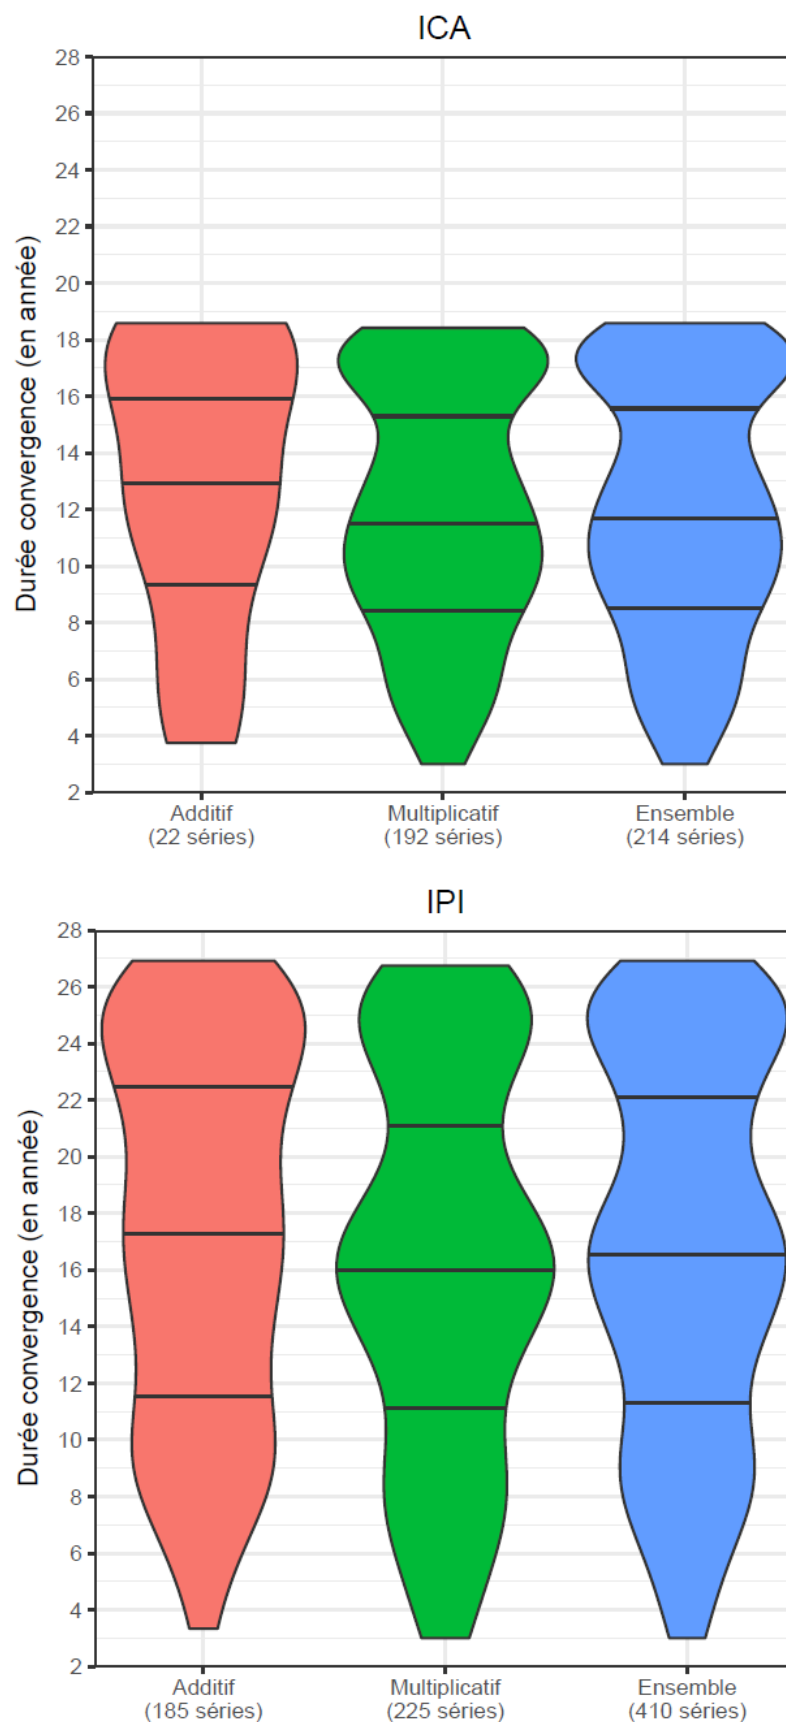 ICA
Durée convergence (en année)
28
26
24
22
20
18
16
14
12
10
8
6
4
2
Additif
(22 séries)
Multiplicatif
(192 séries)
Ensemble
(214 séries)
IPI
Durée convergence (en année)
28
26
24
22
20
18
16
14
12
10
8
6
4
2
Additif
(185 séries)
Multiplicatif
(225 séries)
Ensemble
(410 séries)